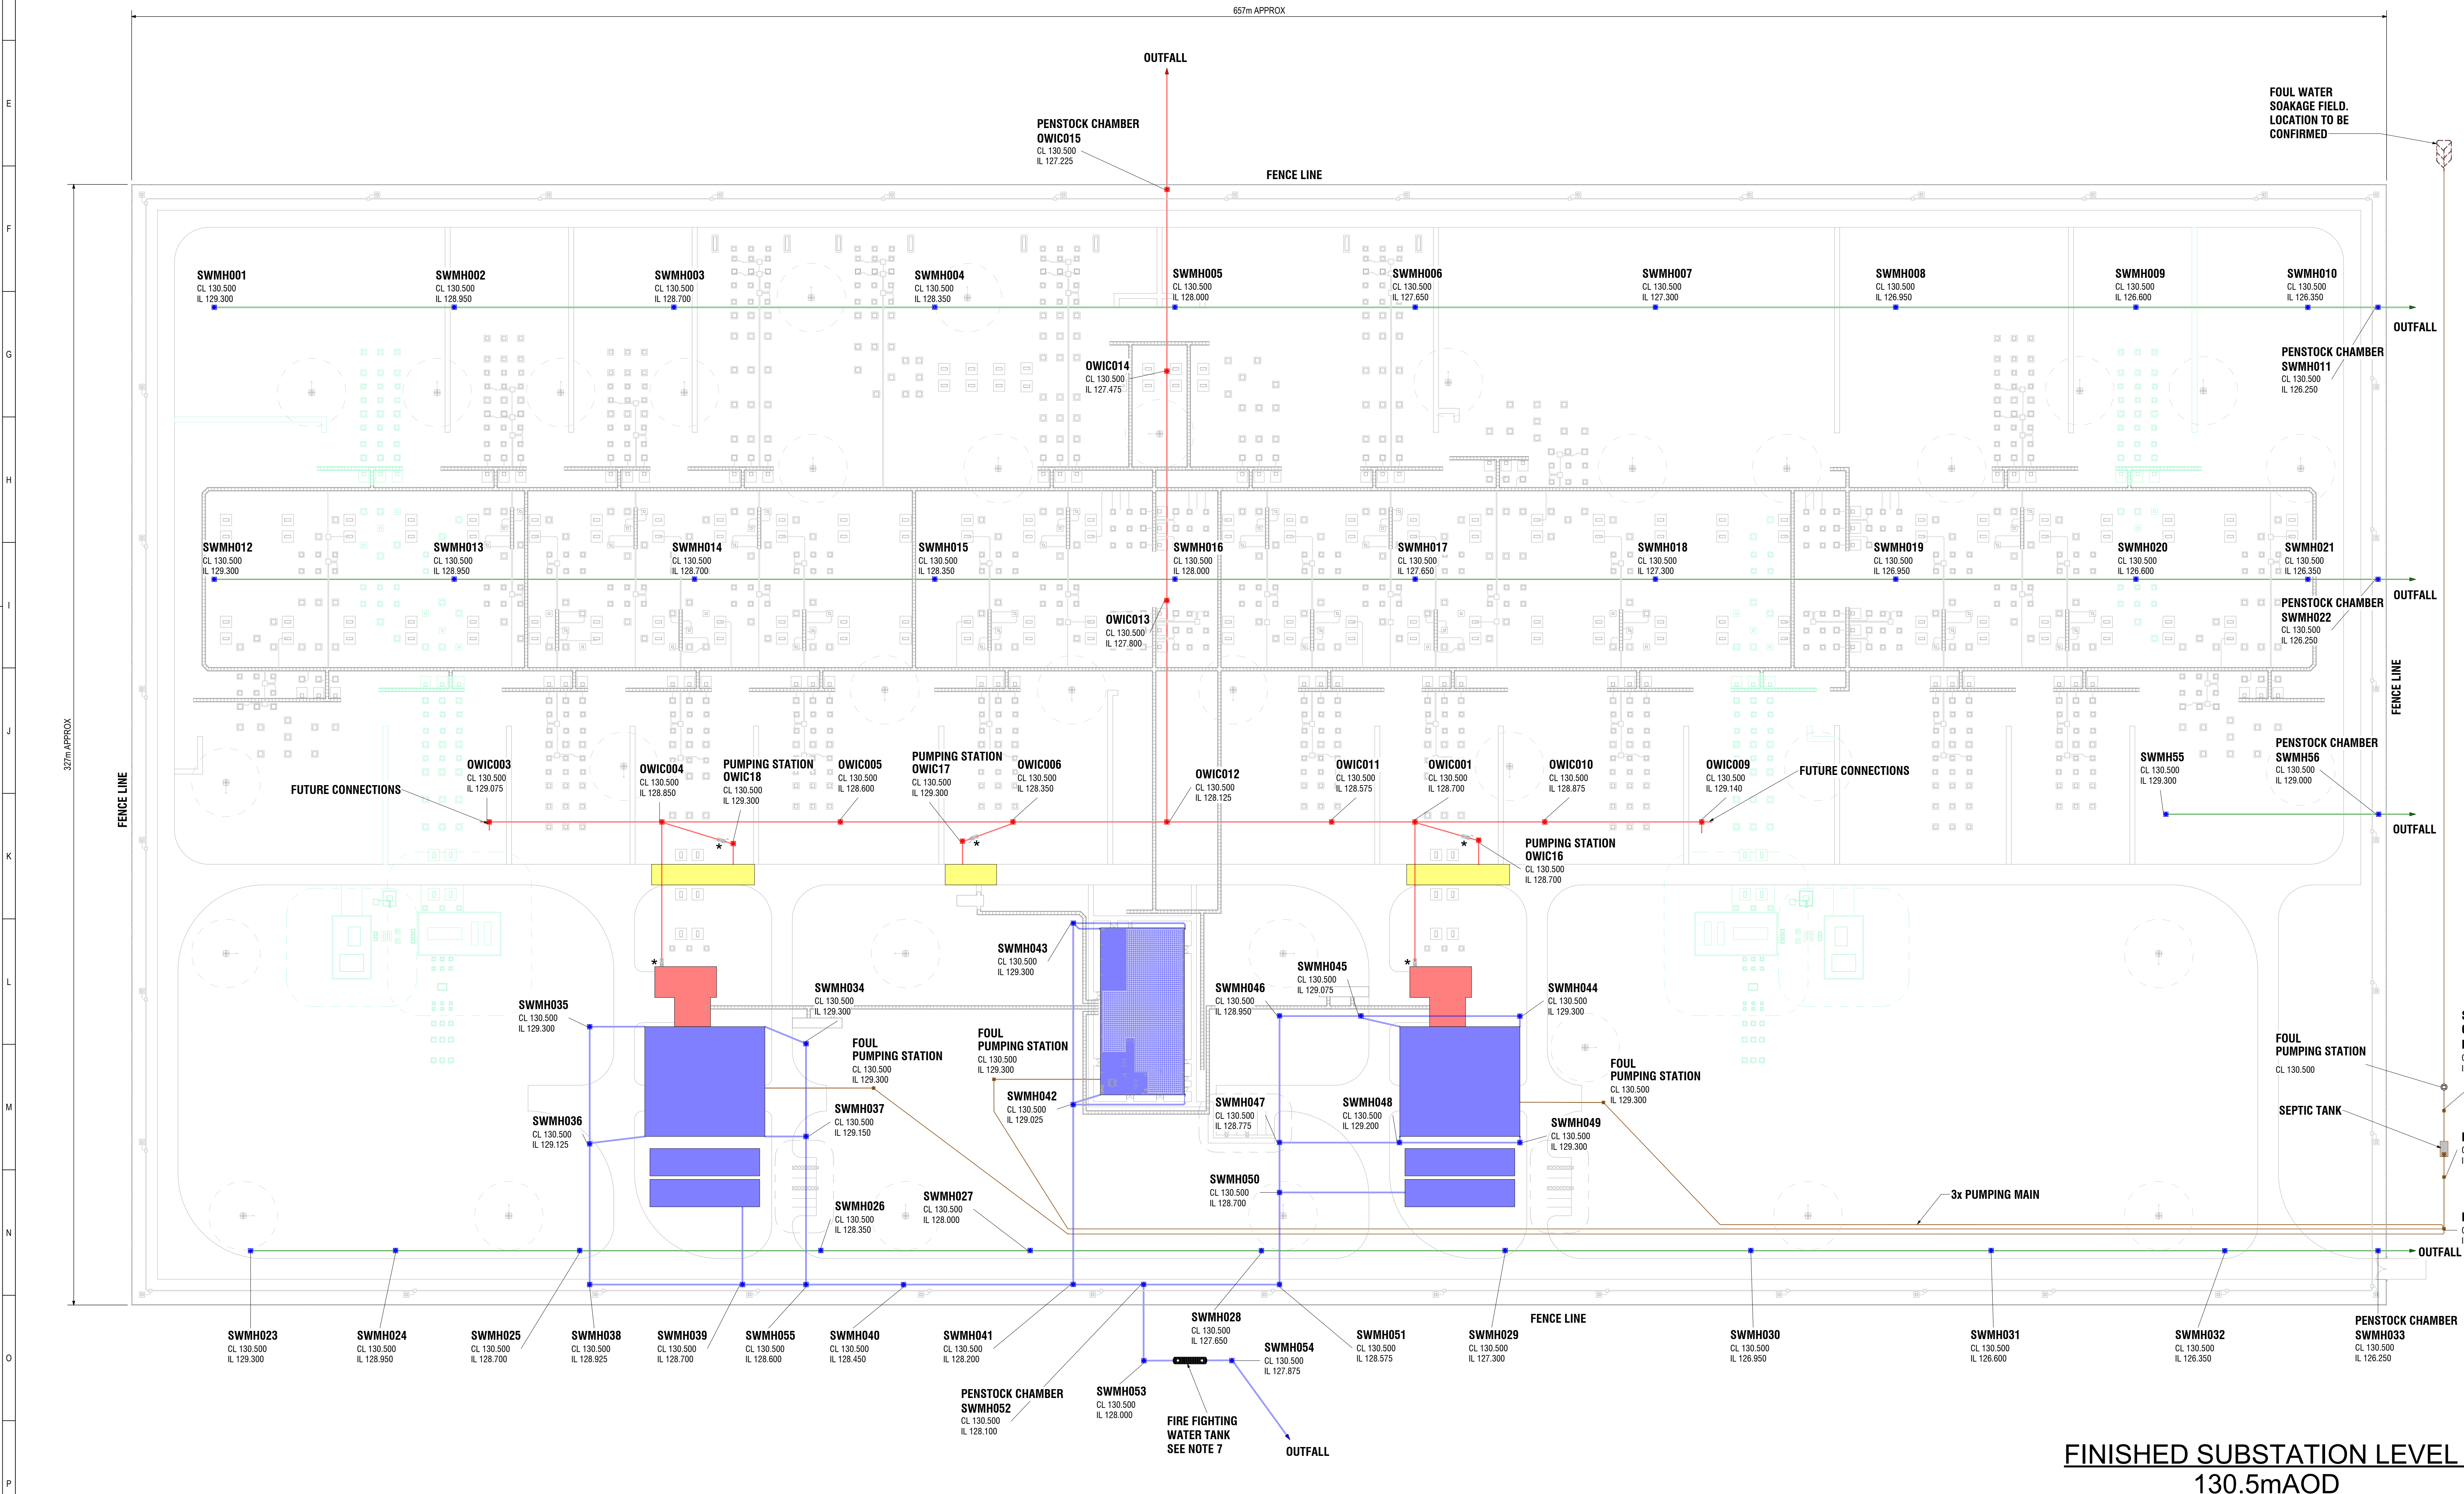 657m APPROX
OUTFALL
E
FOUL WATER
SOAKAGE FIELD.
LOCATION TO BE
CONFIRMED
PENSTOCK CHAMBER
OWIC015
CL 130.500
IL 127.225
FENCE LINE
F
SWMH001
CL 130.500
IL 129.300
SWMH002
CL 130.500
IL 128.950
SWMH003
CL 130.500
IL 128.700
SWMH004
CL 130.500
IL 128.350
SWMH005
CL 130.500
IL 128.000
SWMH006
CL 130.500
IL 127.650
SWMH007
CL 130.500
IL 127.300
SWMH008
CL 130.500
IL 126.950
SWMH009
CL 130.500
IL 126.600
SWMH010
CL 130.500
IL 126.350
OUTFALL
G
PENSTOCK CHAMBER
SWMH011
CL 130.500
IL 126.250
OWIC014
CL 130.500
IL 127.475
H
SWMH012
CL 130.500
IL 129.300
SWMH013
CL 130.500
IL 128.950
SWMH014
CL 130.500
IL 128.700
SWMH015
CL 130.500
IL 128.350
SWMH016
CL 130.500
IL 128.000
SWMH017
CL 130.500
IL 127.650
SWMH018
CL 130.500
IL 127.300
SWMH019
CL 130.500
IL 126.950
SWMH020
CL 130.500
IL 126.600
SWMH021
CL 130.500
IL 126.350
OUTFALL
I
PENSTOCK CHAMBER
SWMH022
CL 130.500
IL 126.250
OWIC013
CL 130.500
IL 127.800
FENCE LINE
J
327m APPROX
FENCE LINE
FUTURE CONNECTIONS
OWIC003
CL 130.500
IL 129.075
OWIC004
CL 130.500
IL 128.850
PUMPING STATION
OWIC18
CL 130.500
IL 129.300
OWIC005
CL 130.500
IL 128.600
PUMPING STATION
OWIC17
CL 130.500
IL 129.300
OWIC006
CL 130.500
IL 128.350
OWIC012
CL 130.500
IL 128.125
OWIC011
CL 130.500
IL 128.575
OWIC001
CL 130.500
IL 128.700
OWIC010
CL 130.500
IL 128.875
OWIC009
CL 130.500
IL 129.140
FUTURE CONNECTIONS
SWMH55
CL 130.500
IL 129.300
PENSTOCK CHAMBER
SWMH56
CL 130.500
IL 129.000
OUTFALL
K
*
*
*
PUMPING STATION
OWIC16
CL 130.500
IL 128.700
L
*
*
SWMH043
CL 130.500
IL 129.300
SWMH035
CL 130.500
IL 129.300
SWMH034
CL 130.500
IL 129.300
SWMH046
CL 130.500
IL 128.950
SWMH045
CL 130.500
IL 129.075
SWMH044
CL 130.500
IL 129.300
FOUL
PUMPING STATION
CL 130.500
IL 129.300
FOUL
PUMPING STATION
CL 130.500
IL 129.300
FOUL
PUMPING STATION
CL 130.500
IL 129.300
FOUL
PUMPING STATION
CL 130.500
M
SWMH036
CL 130.500
IL 129.125
SWMH037
CL 130.500
IL 129.150
SWMH042
CL 130.500
IL 129.025
SWMH047
CL 130.500
IL 128.775
SWMH048
CL 130.500
IL 129.200
SWMH049
CL 130.500
IL 129.300
SEPTIC TANK
N
SWMH026
CL 130.500
IL 128.350
SWMH027
CL 130.500
IL 128.000
SWMH050
CL 130.500
IL 128.700
3x PUMPING MAIN
OUTFALL
FENCE LINE
O
SWMH023
CL 130.500
IL 129.300
SWMH024
CL 130.500
IL 128.950
SWMH025
CL 130.500
IL 128.700
SWMH038
CL 130.500
IL 128.925
SWMH039
CL 130.500
IL 128.700
SWMH055
CL 130.500
IL 128.600
SWMH040
CL 130.500
IL 128.450
SWMH041
CL 130.500
IL 128.200
SWMH028
CL 130.500
IL 127.650
SWMH054
CL 130.500
IL 127.875
SWMH051
CL 130.500
IL 128.575
SWMH029
CL 130.500
IL 127.300
SWMH030
CL 130.500
IL 126.950
SWMH031
CL 130.500
IL 126.600
SWMH032
CL 130.500
IL 126.350
PENSTOCK CHAMBER
SWMH033
CL 130.500
IL 126.250
PENSTOCK CHAMBER
SWMH052
CL 130.500
IL 128.100
SWMH053
CL 130.500
IL 128.000
FIRE FIGHTING
WATER TANK
SEE NOTE 7
OUTFALL
P
FINISHED SUBSTATION LEVEL
130.5mAOD